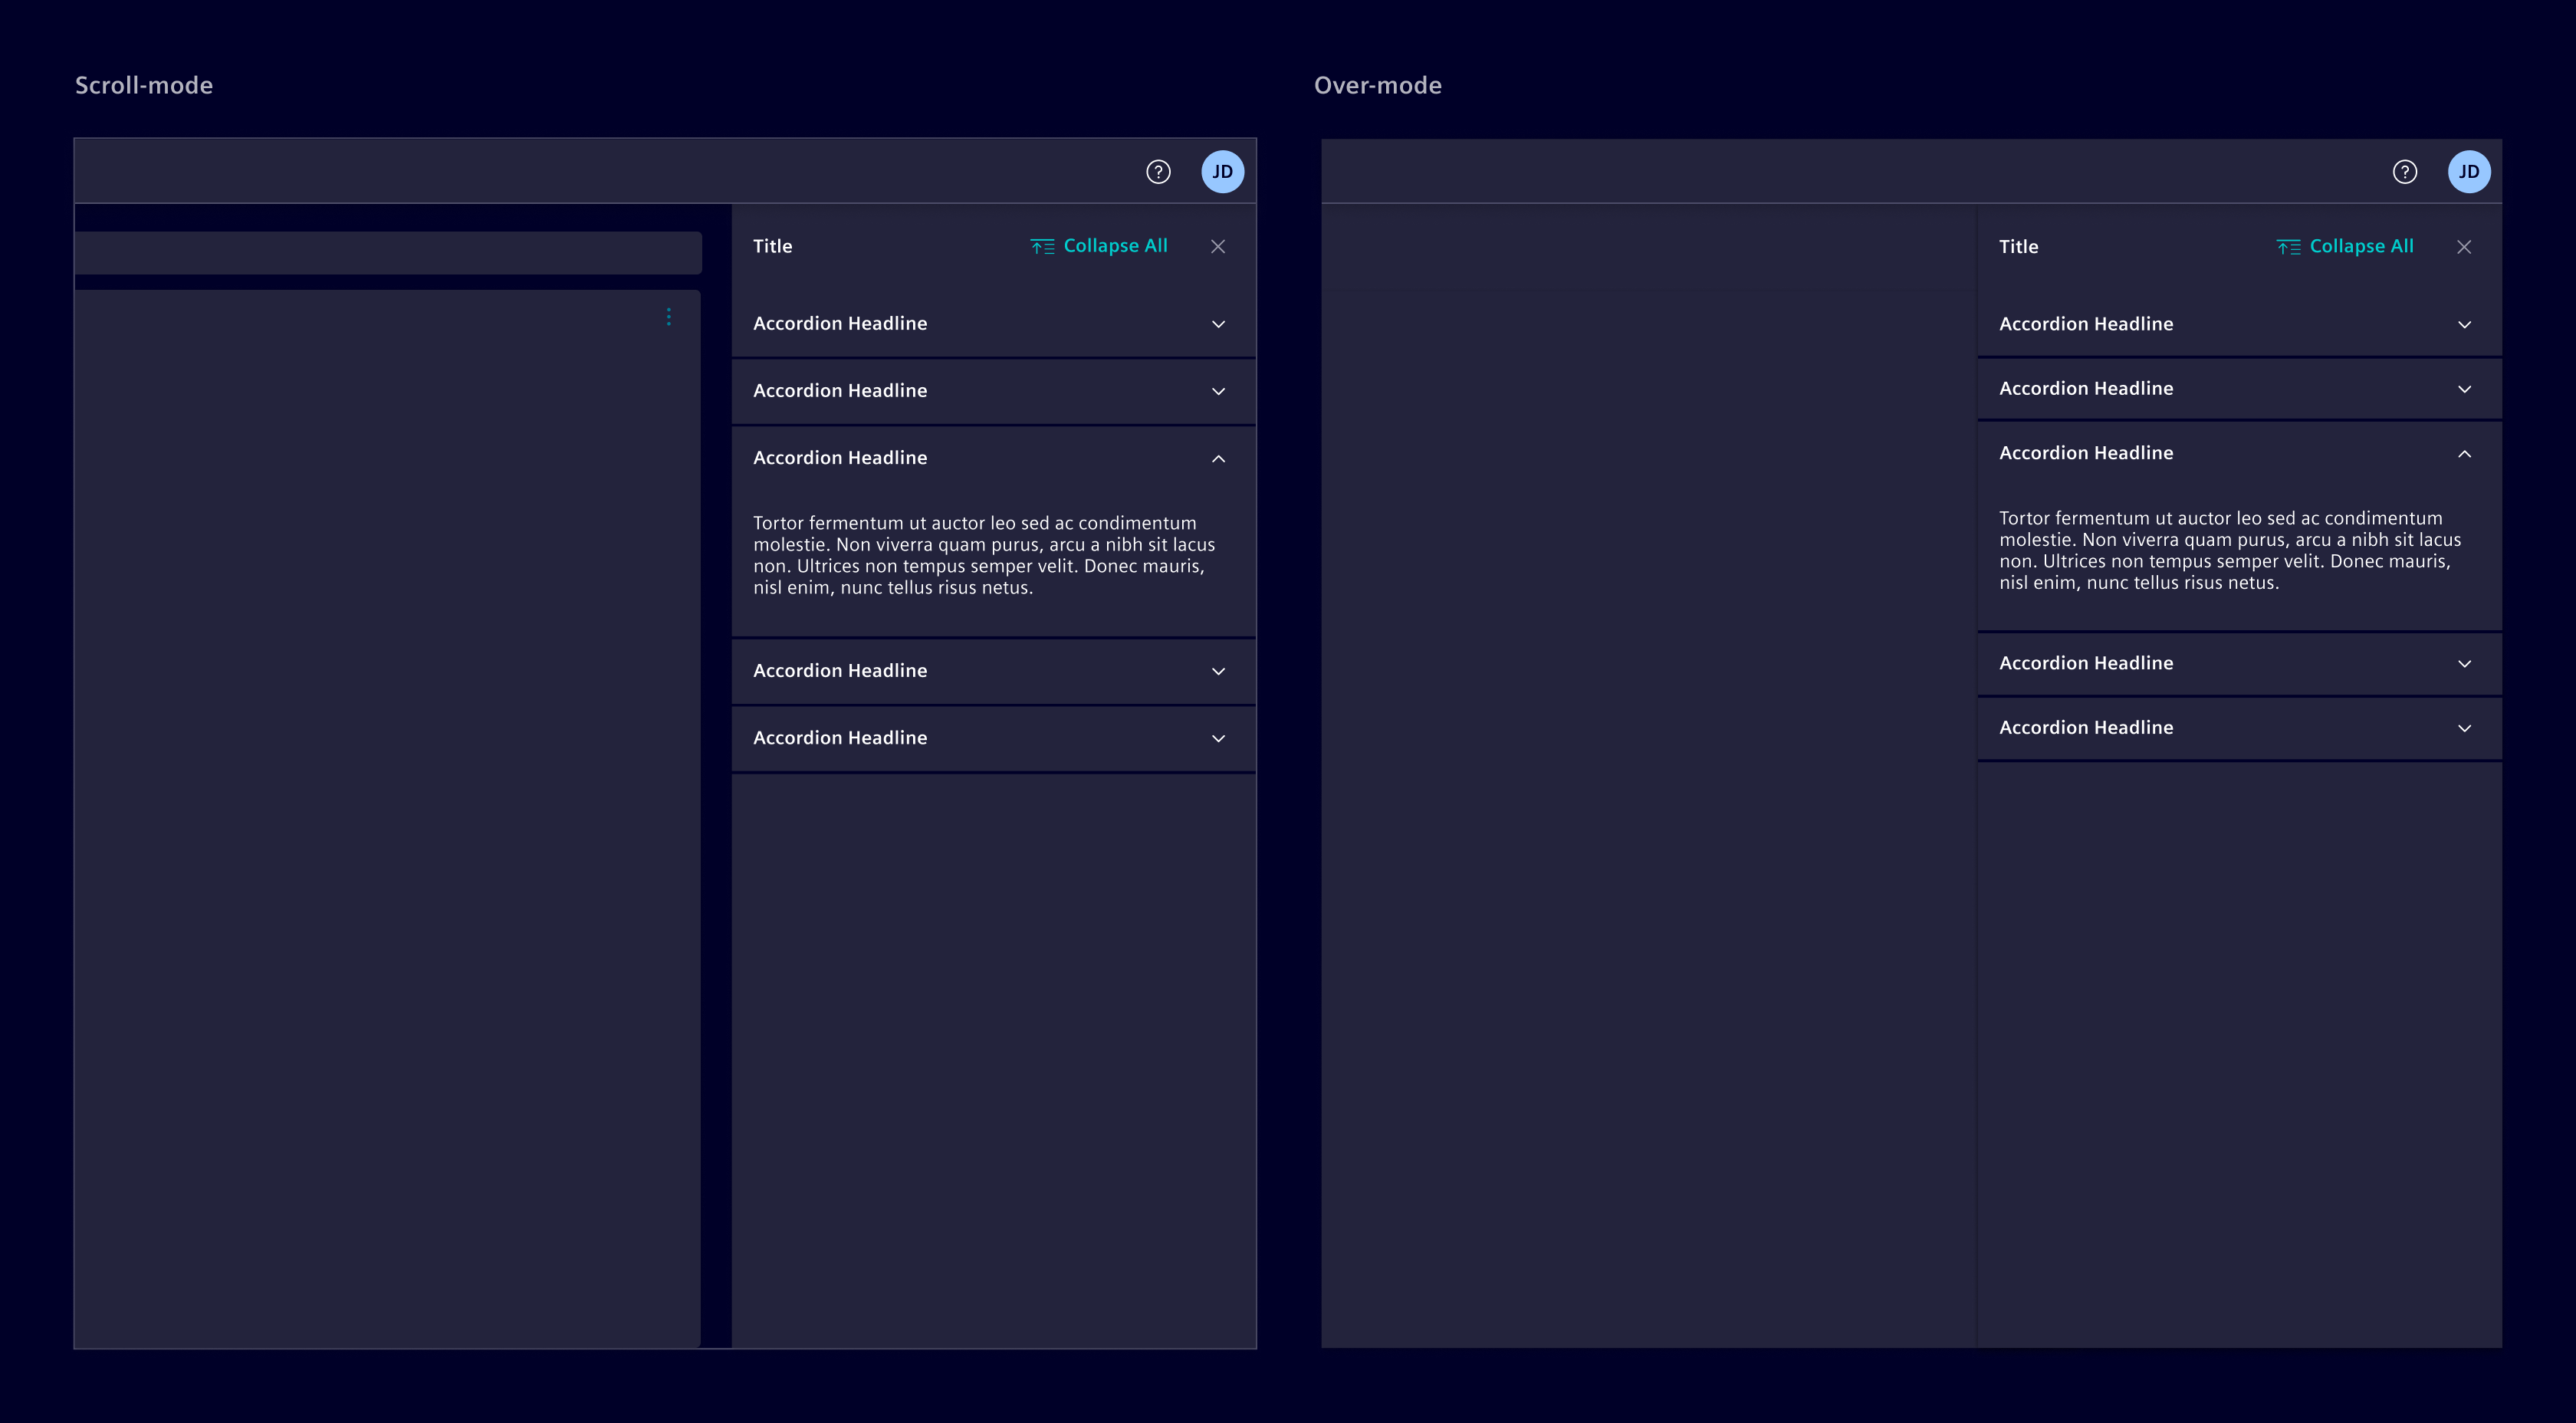 Scroll-mode
?
JD
Title
Collapse All
Accordion Headline
Accordion Headline
Accordion Headline
Tortor fermentum ut auctor leo sed ac condimentum
molestie. Non viverra quam purus, arcu a nibh sit lacus
non. Ultrices non tempus semper velit. Donec mauris,
nisl enim, nunc tellus risus netus.
Accordion Headline
Accordion Headline
Over-mode
?
JD
Title
Collapse All
Accordion Headline
Accordion Headline
Accordion Headline
Tortor fermentum ut auctor leo sed ac condimentum
molestie. Non viverra quam purus, arcu a nibh sit lacus
non. Ultrices non tempus semper velit. Donec mauris,
nisl enim, nunc tellus risus netus.
Accordion Headline
Accordion Headline